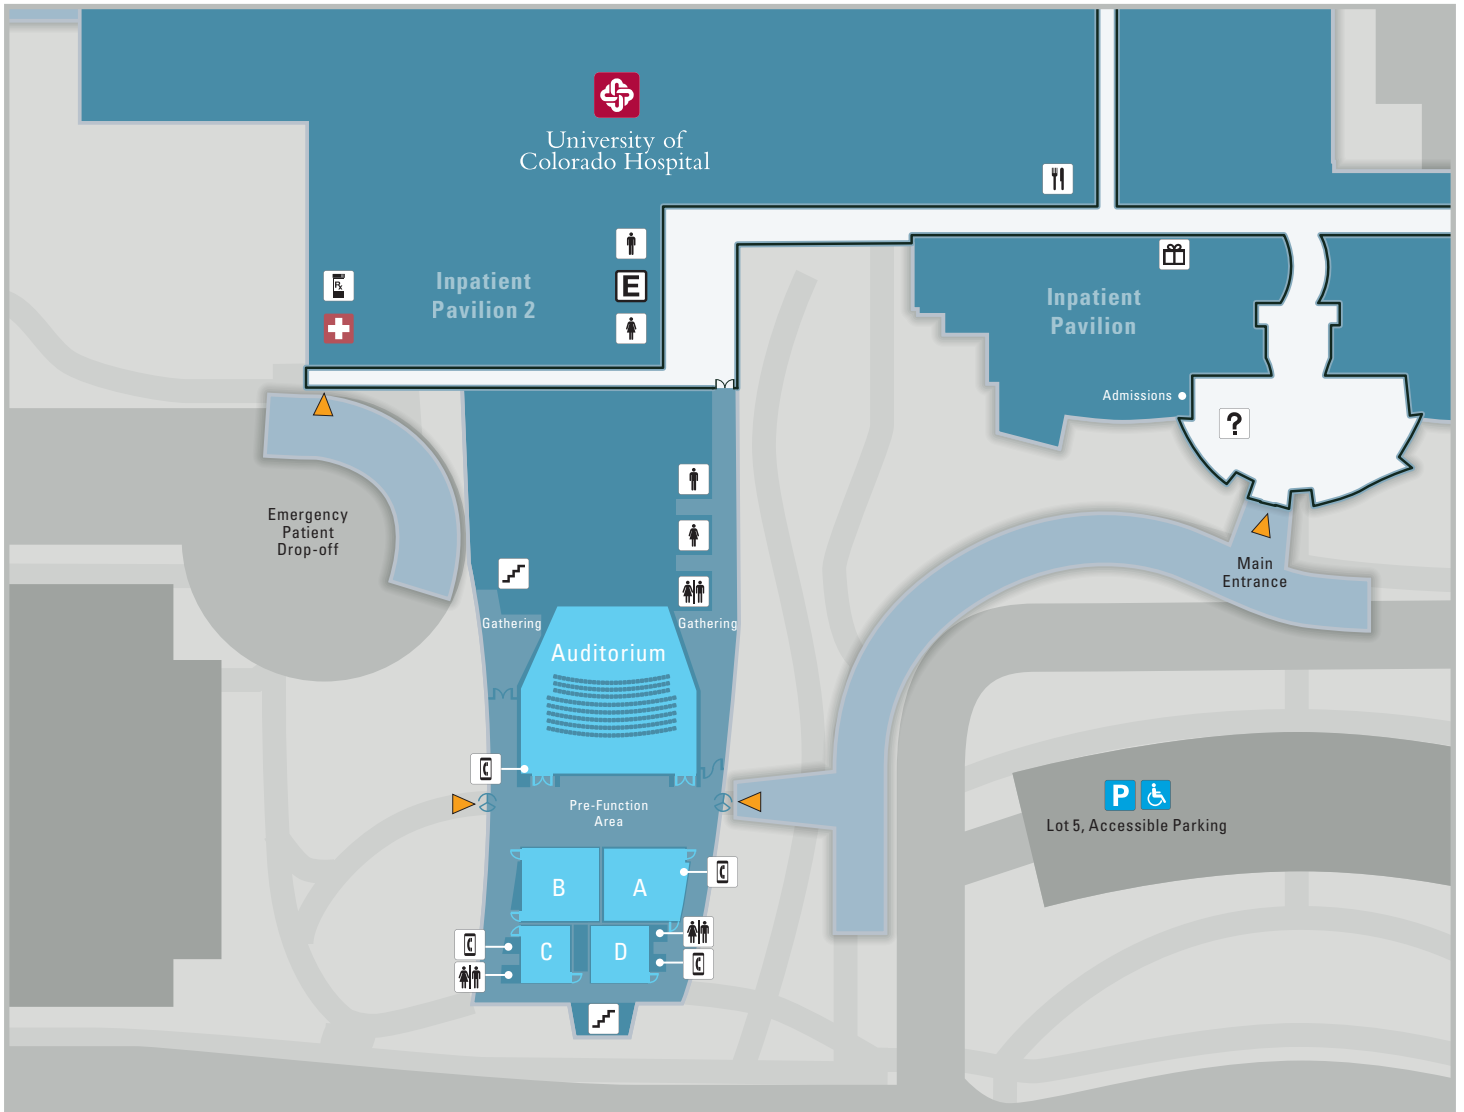 University of
Colorado Hospital
Inpatient
Pavilion 2
Rx
E
Inpatient
Pavilion
Admissions
?
Emergency
Patient
Drop-off
Main
Entrance
Gathering
Gathering
Auditorium
Pre-Function
Area
P
Lot 5, Accessible Parking
B
A
C
D